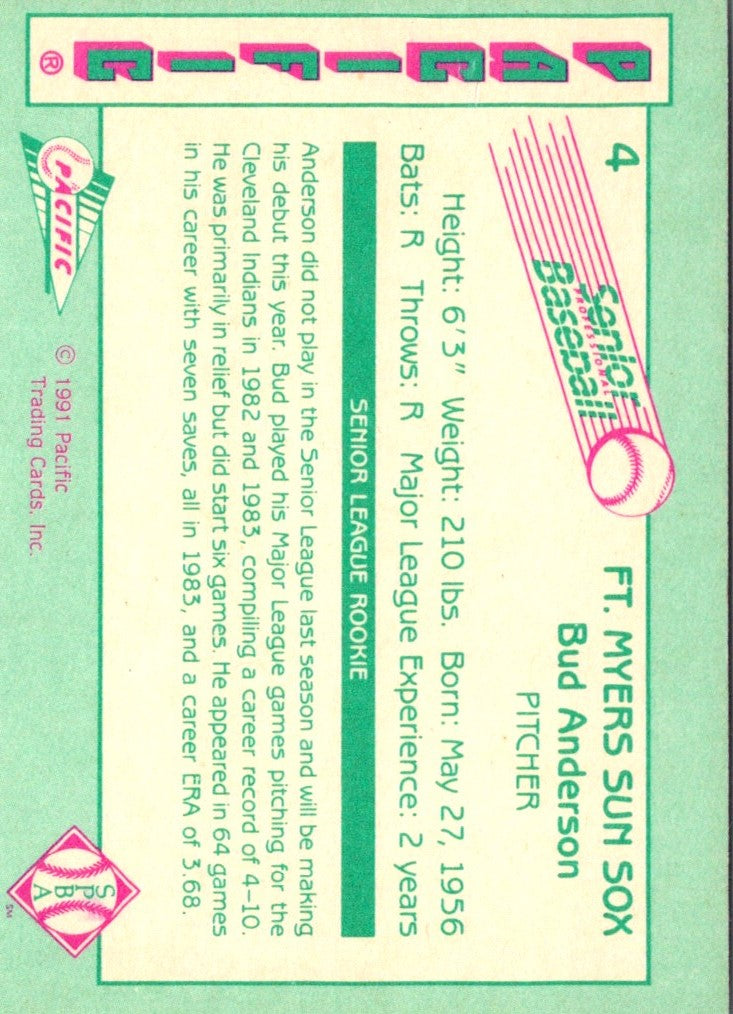 PACIFIC ®
4
Senior
PROFESSIONAL
Baseball
FT. MYERS SUN SOX
Bud Anderson
PITCHER
Height: 6'3" Weight: 210 lbs. Born: May 27, 1956
Bats: R Throws: R Major League Experience: 2 years
SENIOR LEAGUE ROOKIE
Anderson did not play in the Senior League last season and will be making
his debut this year. Bud played his Major League games pitching for the
Cleveland Indians in 1982 and 1983, compiling a career record of 4-10.
He was primarily in relief but did start six games. He appeared in 64 games
in his career with seven saves, all in 1983, and a career ERA of 3.68.
PACIFIC
© 1991 Pacific
Trading Cards, Inc.
S
P
B
A
SM